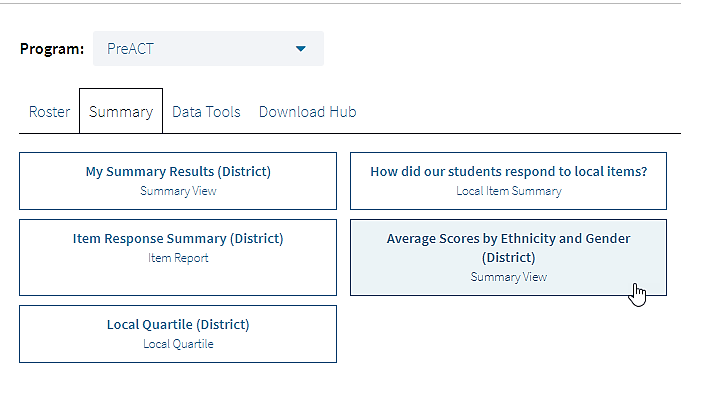 Program: PreACT
Roster Summary Data Tools Download Hub
My Summary Results (District)
Summary View
How did our students respond to local items?
Local Item Summary
Item Response Summary (District)
Item Report
Average Scores by Ethnicity and Gender
(District)
Summary View
Local Quartile (District)
Local Quartile